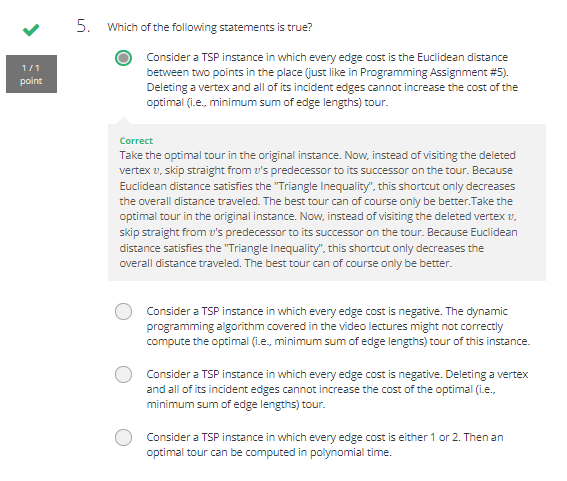 5. Which of the following statements is true?
1 / 1
point
Consider a TSP instance in which every edge cost is the Euclidean distance
between two points in the place (just like in Programming Assignment #5).
Deleting a vertex and all of its incident edges cannot increase the cost of the
optimal (i.e., minimum sum of edge lengths) tour.
Correct
Take the optimal tour in the original instance. Now, instead of visiting the deleted
vertex v, skip straight from v's predecessor to its successor on the tour. Because
Euclidean distance satisfies the "Triangle Inequality", this shortcut only decreases
the overall distance traveled. The best tour can of course only be better.Take the
optimal tour in the original instance. Now, instead of visiting the deleted vertex v,
skip straight from v's predecessor to its successor on the tour. Because Euclidean
distance satisfies the "Triangle Inequality", this shortcut only decreases the
overall distance traveled. The best tour can of course only be better.
Consider a TSP instance in which every edge cost is negative. The dynamic
programming algorithm covered in the video lectures might not correctly
compute the optimal (i.e., minimum sum of edge lengths) tour of this instance.
Consider a TSP instance in which every edge cost is negative. Deleting a vertex
and all of its incident edges cannot increase the cost of the optimal (i.e.,
minimum sum of edge lengths) tour.
Consider a TSP instance in which every edge cost is either 1 or 2. Then an
optimal tour can be computed in polynomial time.